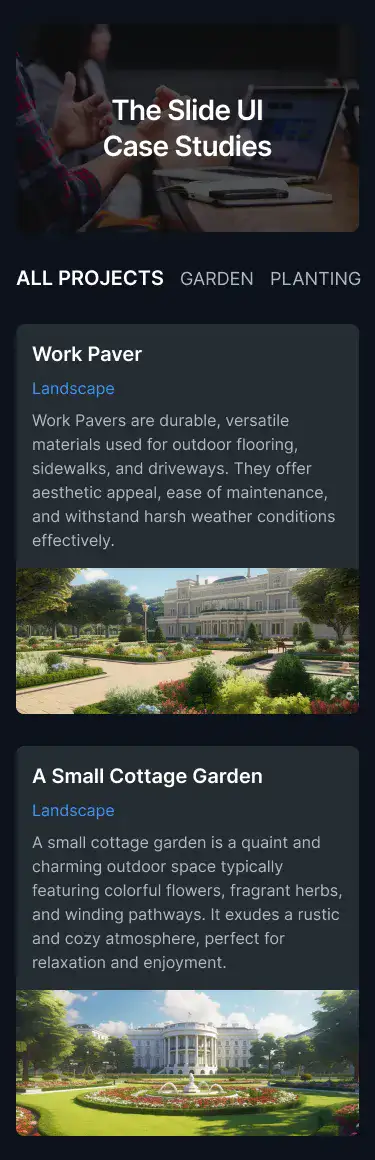 The Slide UI
Case Studies
ALL PROJECTS GARDEN PLANTING
Work Paver
Landscape
Work Pavers are durable, versatile
materials used for outdoor flooring,
sidewalks, and driveways. They offer
aesthetic appeal, ease of maintenance,
and withstand harsh weather conditions
effectively.
A Small Cottage Garden
Landscape
A small cottage garden is a quaint and
charming outdoor space typically
featuring colorful flowers, fragrant herbs,
and winding pathways. It exudes a rustic
and cozy atmosphere, perfect for
relaxation and enjoyment.